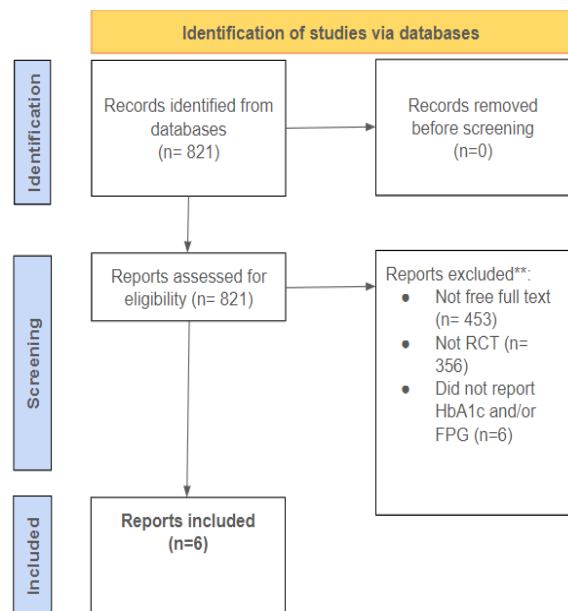 Identification of studies via databases
Identification
Records identified from
databases
(n= 821)
Records removed
before screening
(n=0)
Screening
Reports assessed for
eligibility (n= 821)
Reports excluded**:
● Not free full text
(n= 453)
● Not RCT (n=
356)
● Did not report
HbA1c and/or
FPG (n=6)
Included
Reports included
(n=6)